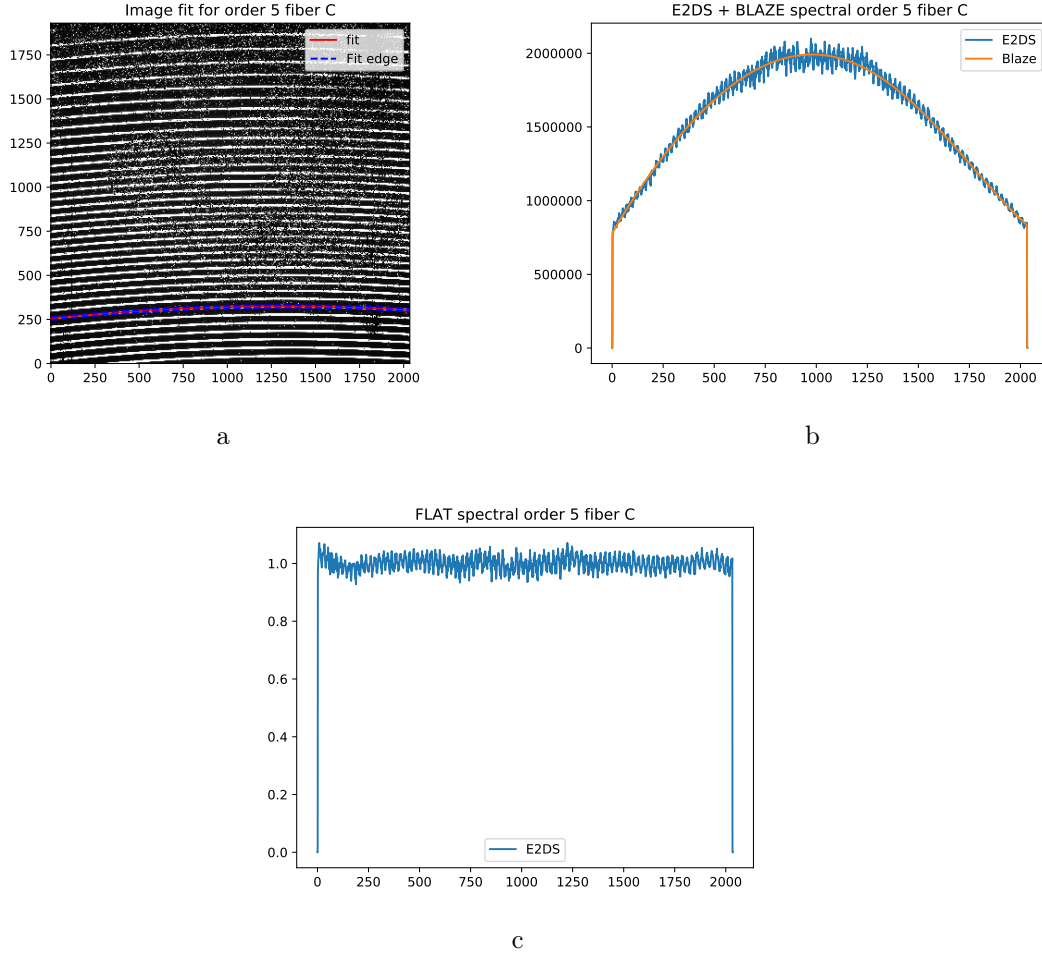 Image fit for order 5 fiber C
fit
Fit edge
1750
1500
1250
1000
750
500
250
0
0 250 500 750 1000 1250 1500 1750 2000
a
E2DS + BLAZE spectral order 5 fiber C
E2DS
Blaze
2000000
1500000
1000000
500000
0
0 250 500 750 1000 1250 1500 1750 2000
b
FLAT spectral order 5 fiber C
1.0
0.8
0.6
0.4
0.2
0.0
E2DS
0 250 500 750 1000 1250 1500 1750 2000
c